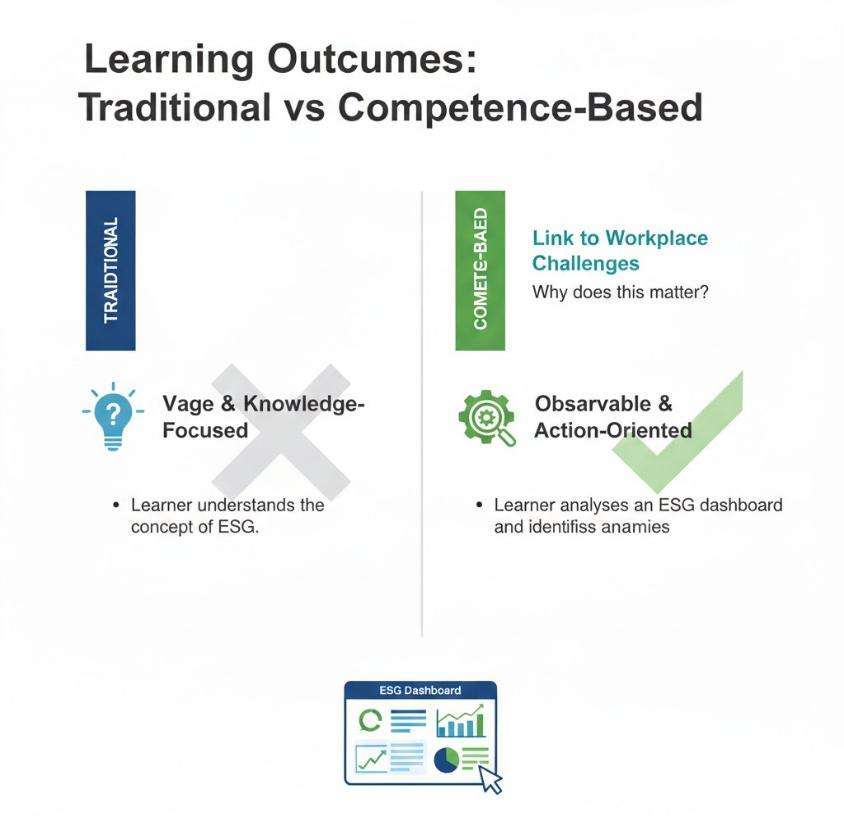 Learning Outcomes:
Traditional vs Competence-Based
TRAIDTIONAL
Vage & Knowledge-
Focused
• Learner understands the
concept of ESG.
COMETE-BAED
Link to Workplace
Challenges
Why does this matter?
Obsarvable &
Action-Oriented
• Learner analyses an ESG dashboard
and identifiss anamies
ESG Dashboard
?